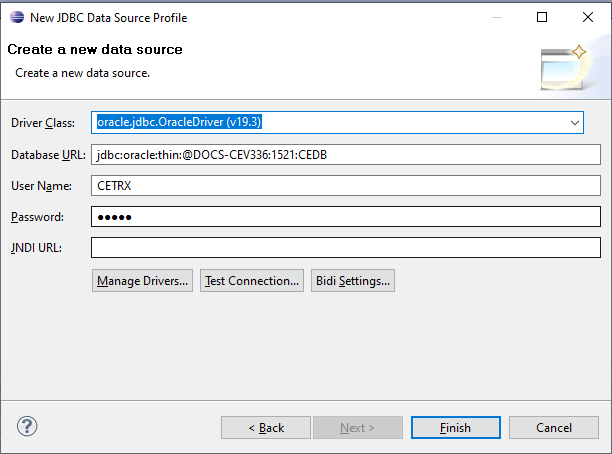 New JDBC Data Source Profile
Create a new data source
Create a new data source.
Driver Class: oracle.jdbc.OracleDriver (v19.3)
Database URL: jdbc:oracle:thin:@DOCS-CEV336:1521:CEDB
User Name: CETRX
Password: ●●●●●
JNDI URL:
Manage Drivers... Test Connection... Bidi Settings...
? < Back Next > Finish Cancel